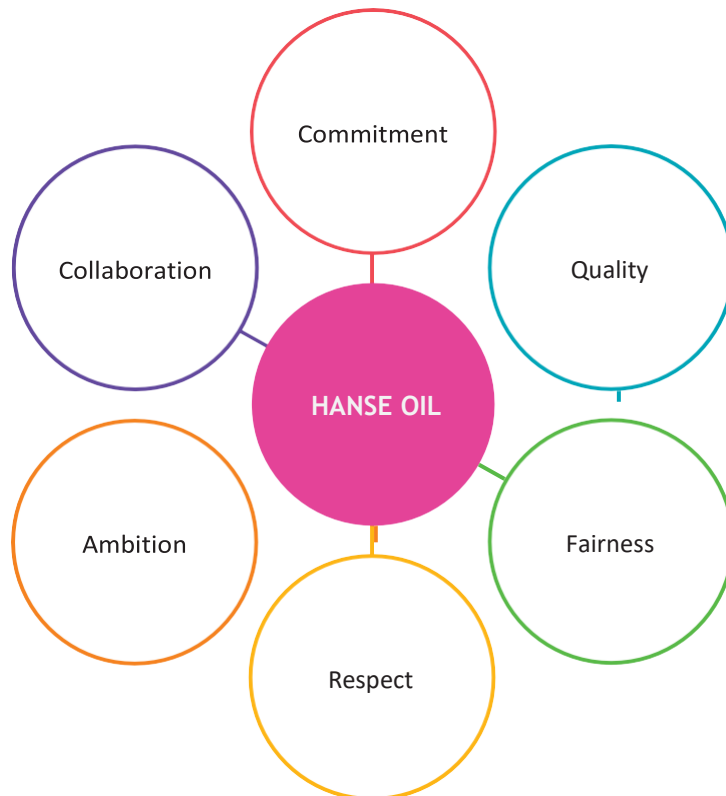 Commitment
Collaboration
Quality
HANSE OIL
Ambition
Fairness
Respect